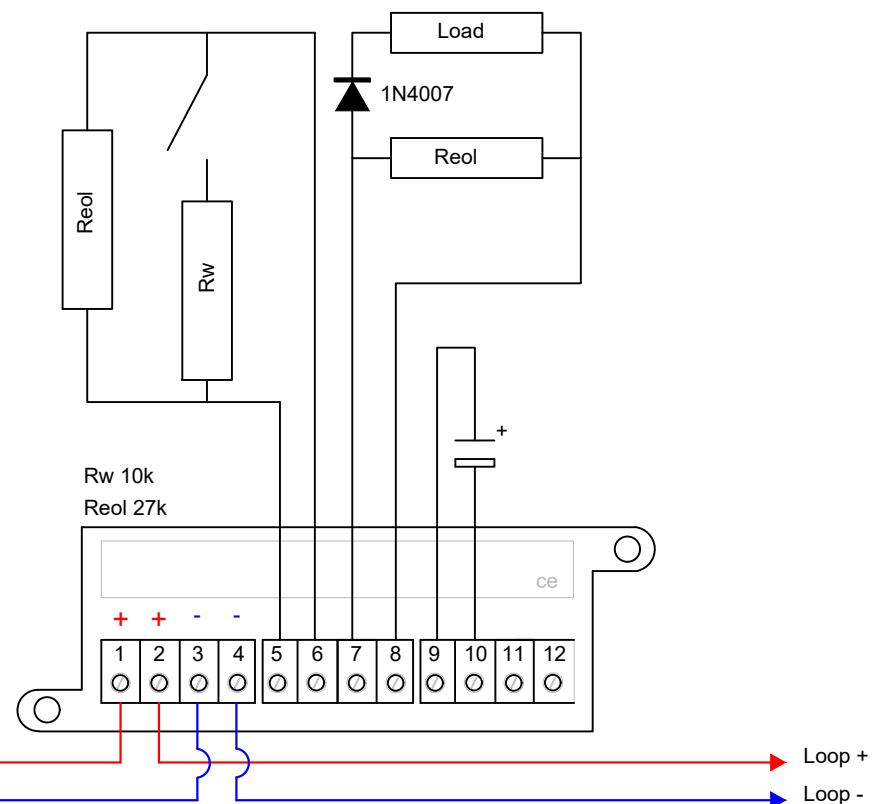 Load
1N4007
Reol
Reol
Rw
+
Rw 10k
Reol 27k
ce
+ + - -
1 2 3 4 5 6 7 8 9 10 11 12
Loop +
Loop -